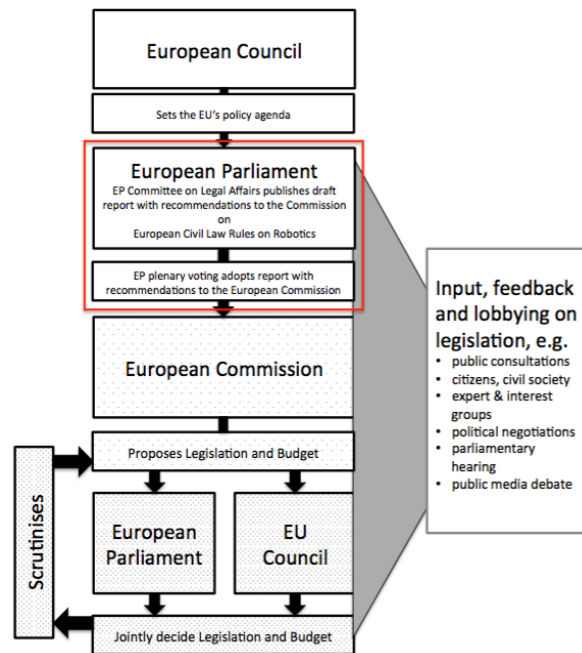 European Council
Sets the EU's policy agenda
European Parliament
EP Committee on Legal Affairs publishes draft
report with recommendations to the Commission
on
European Civil Law Rules on Robotics
EP plenary voting adopts report with
recommendations to the European Commission
European Commission
Proposes Legislation and Budget
Scrutinises
European
Parliament
EU
Council
Jointly decide Legislation and Budget
Input, feedback
and lobbying on
legislation, e.g.
• public consultations
• citizens, civil society
• expert & interest
groups
• political negotiations
• parliamentary
hearing
• public media debate